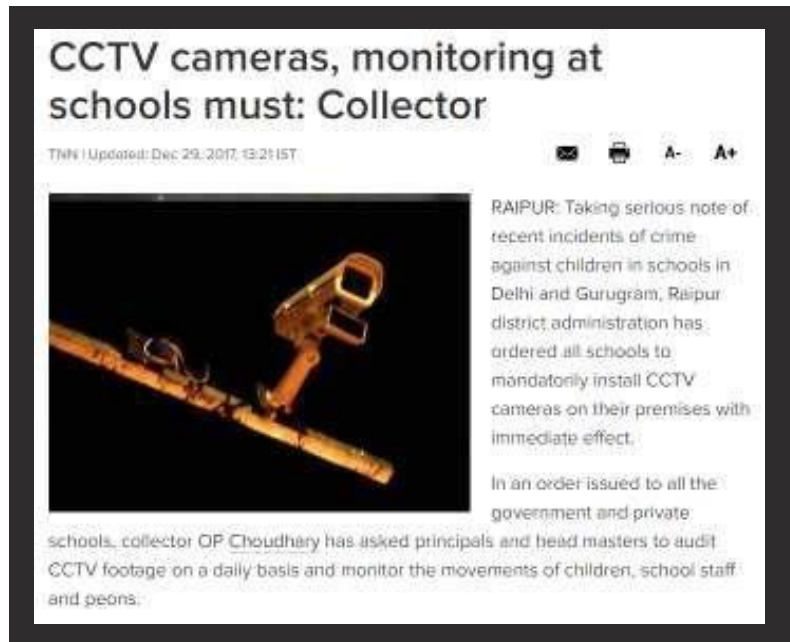 CCTV cameras, monitoring at
schools must: Collector
TNN | Updated: Dec 29, 2017, 13:21 IST
A-
A+
RAIPUR: Taking serious note of
recent incidents of crime
against children in schools in
Delhi and Gurugram, Raipur
district administration has
ordered all schools to
mandatorily install CCTV
cameras on their premises with
immediate effect.
In an order issued to all the
government and private
schools, collector OP Choudhary has asked principals and head masters to audit
CCTV footage on a daily basis and monitor the movements of children, school staff
and peons.